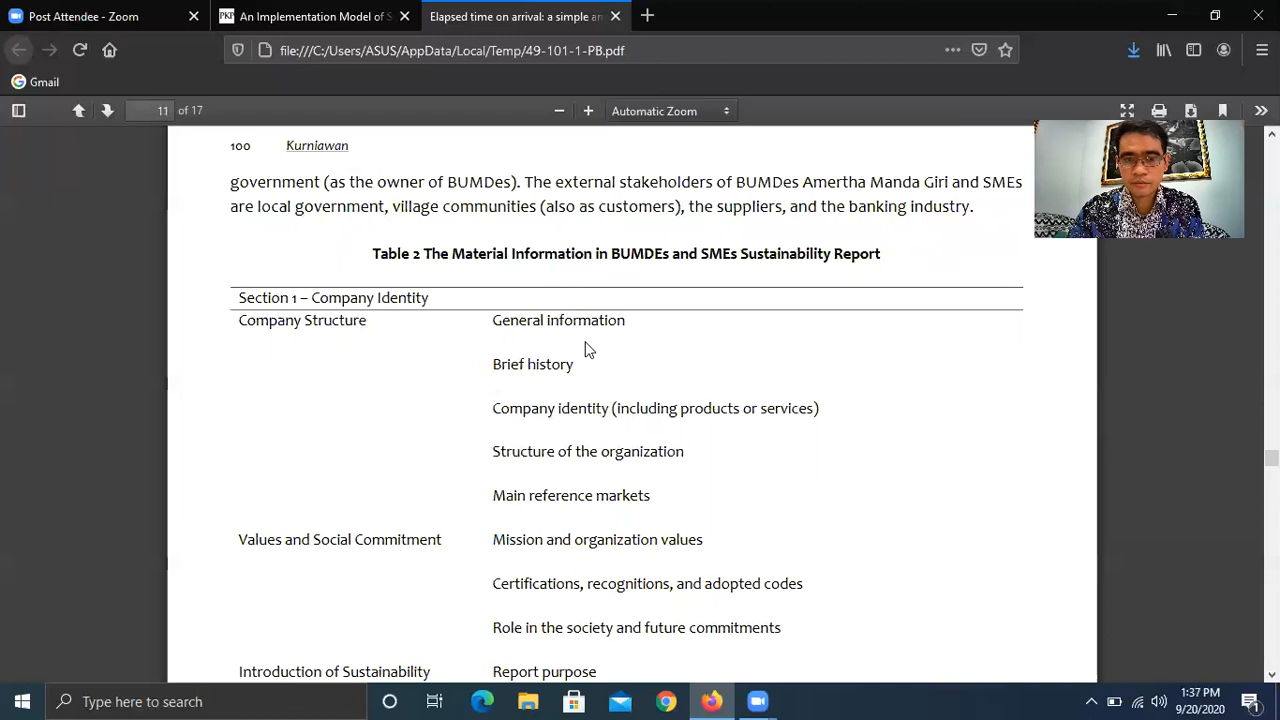 Post Attendee - Zoom
An Implementation Model of S
Elapsed time on arrival: a simple an
file:///C:/Users/ASUS/AppData/Local/Temp/49-101-1-PB.pdf
Gmail
11 of 17
Automatic Zoom
100 Kurniawan
government (as the owner of BUMDes). The external stakeholders of BUMDes Amertha Manda Giri and SMEs
are local government, village communities (also as customers), the suppliers, and the banking industry.
Table 2 The Material Information in BUMDEs and SMEs Sustainability Report
Section 1 – Company Identity
Company Structure General information
Brief history
Company identity (including products or services)
Structure of the organization
Main reference markets
Values and Social Commitment Mission and organization values
Certifications, recognitions, and adopted codes
Role in the society and future commitments
Introduction of Sustainability Report purpose
Type here to search
1:37 PM
9/20/2020